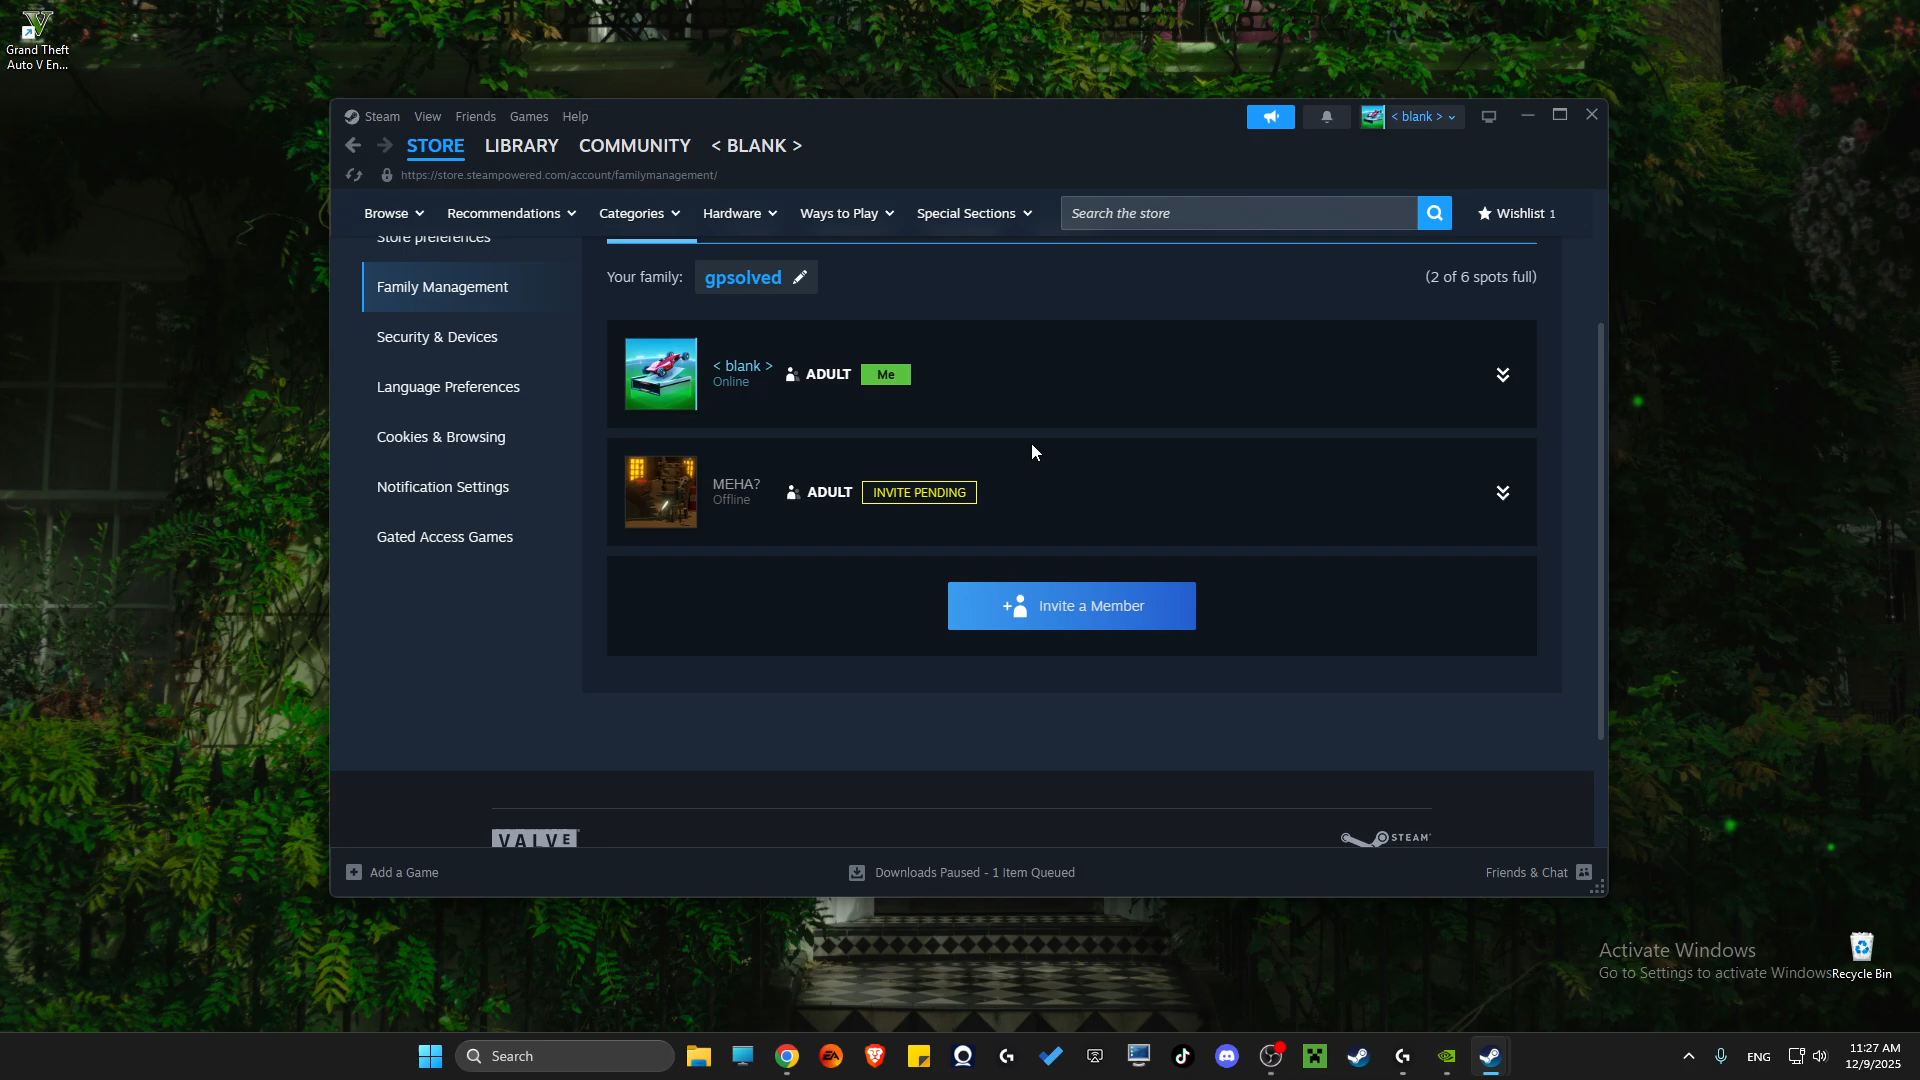 Grand Theft
Auto V En...
Steam View Friends Games Help
< blank >
STORE LIBRARY COMMUNITY < BLANK >
https://store.steampowered.com/account/familymanagement/
Browse Recommendations Categories Hardware Ways to Play Special Sections
Search the store
Wishlist 1
Store preferences
Family Management
Security & Devices
Language Preferences
Cookies & Browsing
Notification Settings
Gated Access Games
Your family: gpsolved
(2 of 6 spots full)
< blank >
Online
ADULT
Me
MEHA?
Offline
ADULT
INVITE PENDING
Invite a Member
VALVE
STEAM
Add a Game
Downloads Paused - 1 Item Queued
Friends & Chat
Activate Windows
Go to Settings to activate Windows.
Recycle Bin
Search
ENG
11:27 AM
12/9/2025